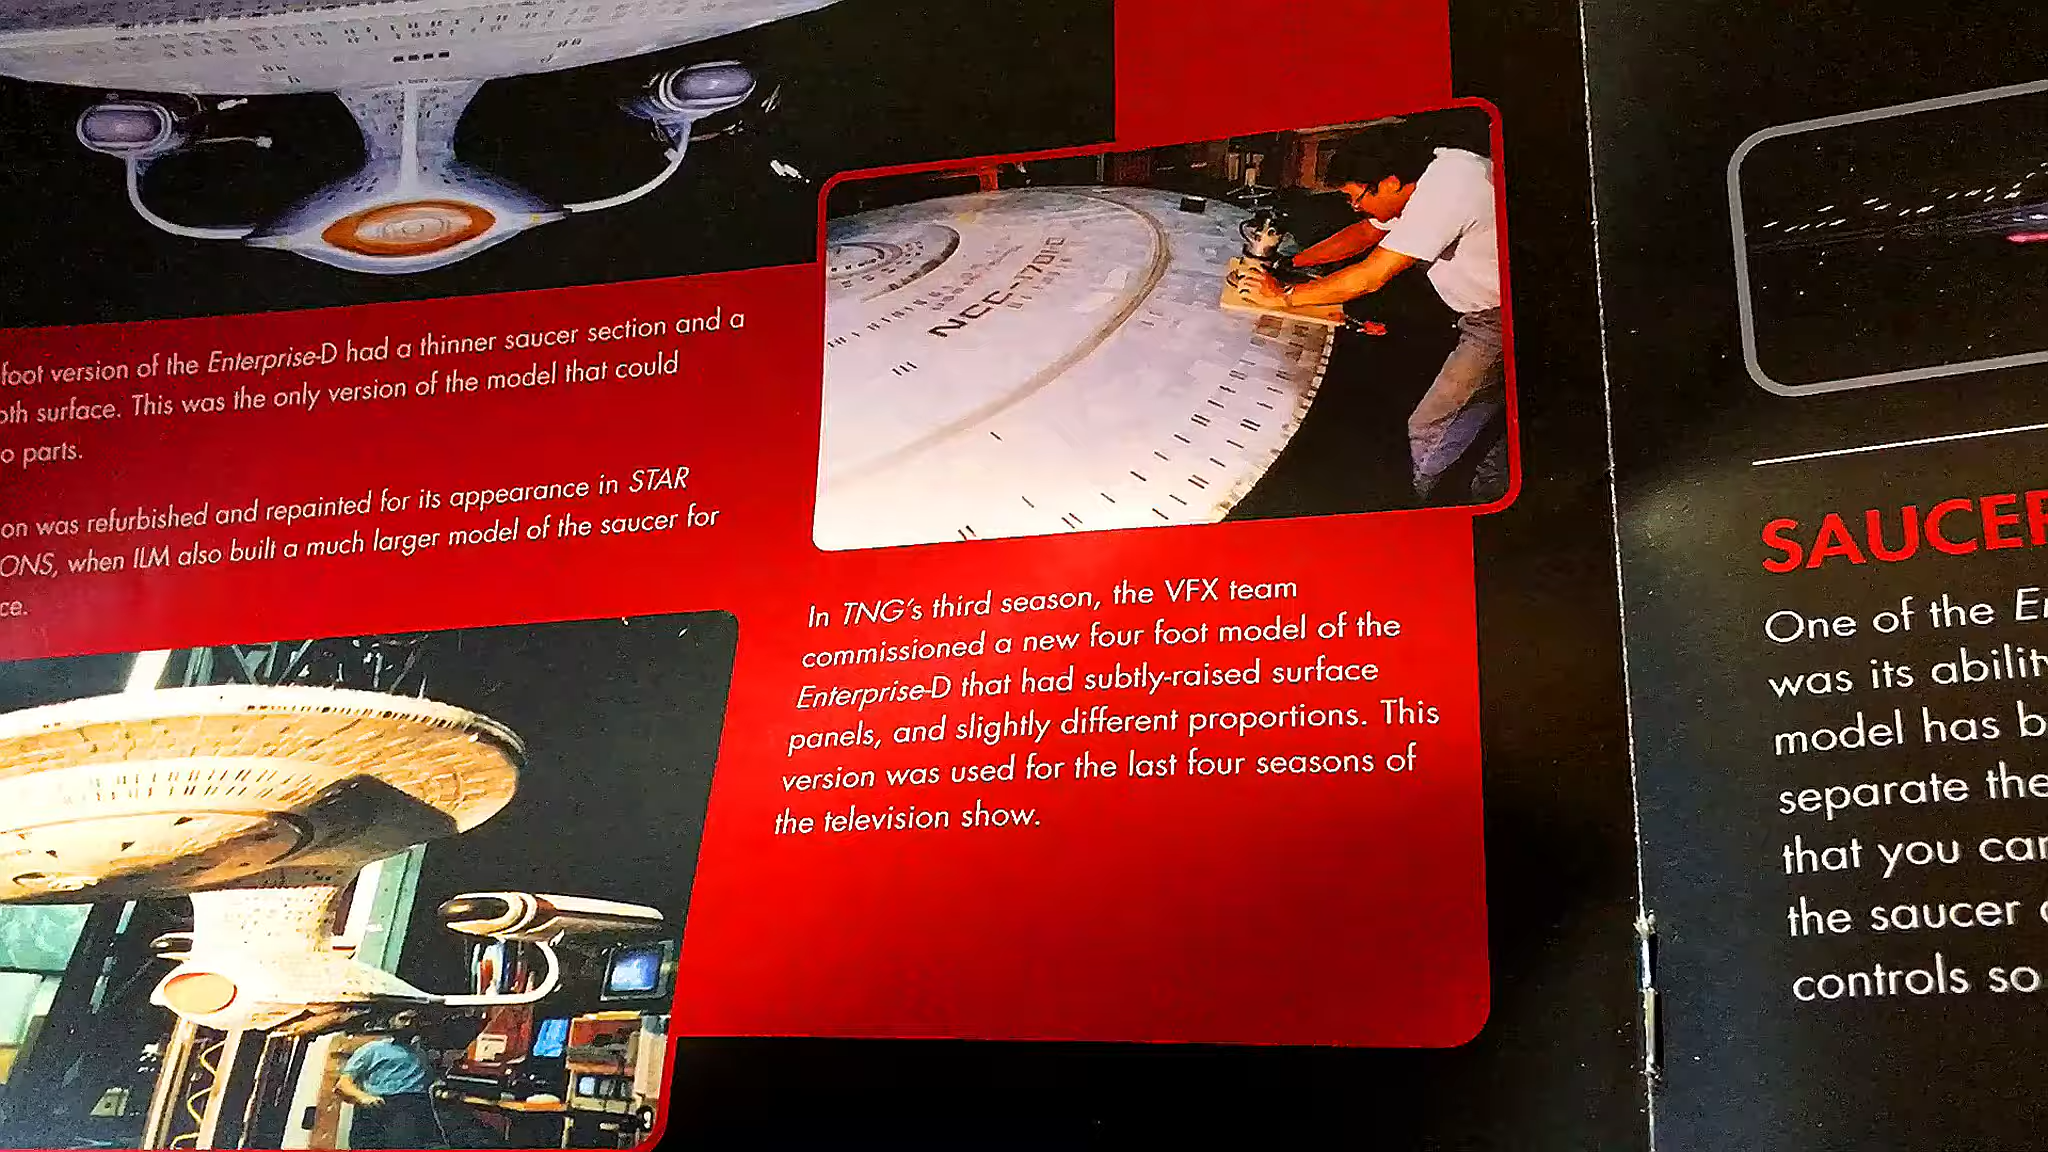 foot version of the Enterprise-D had a thinner saucer section and a
oth surface. This was the only version of the model that could
o parts.
on was refurbished and repainted for its appearance in STAR
ONS, when ILM also built a much larger model of the saucer for
ce.
NCC-1701-D
In TNG's third season, the VFX team
commissioned a new four foot model of the
Enterprise-D that had subtly-raised surface
panels, and slightly different proportions. This
version was used for the last four seasons of
the television show.
SAUCER
One of the En
was its ability
model has b
separate the
that you can
the saucer
controls so